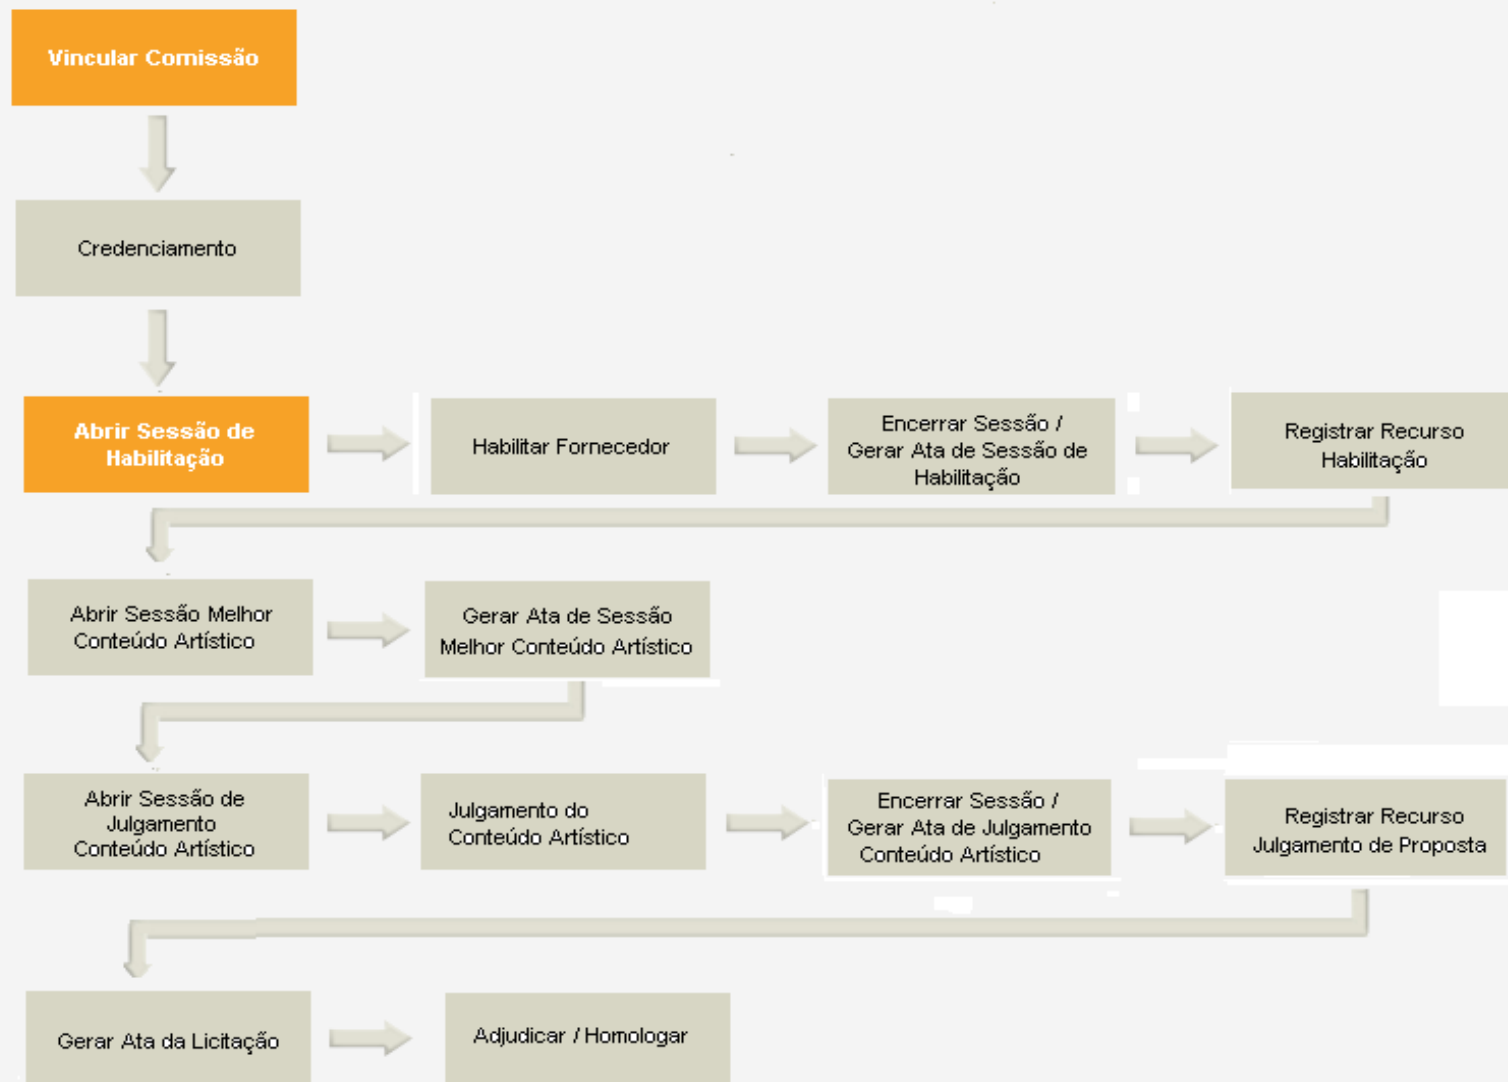 Vincular Comissão
Credenciamento
Abrir Sessão de
Habilitação
Habilitar Fornecedor
Encerrar Sessão /
Gerar Ata de Sessão de
Habilitação
Registrar Recurso
Habilitação
Abrir Sessão Melhor
Conteúdo Artístico
Gerar Ata de Sessão
Melhor Conteúdo Artístico
Abrir Sessão de
Julgamento
Conteúdo Artístico
Julgamento do
Conteúdo Artístico
Encerrar Sessão /
Gerar Ata de Julgamento
Conteúdo Artístico
Registrar Recurso
Julgamento de Proposta
Gerar Ata da Licitação
Adjudicar / Homologar